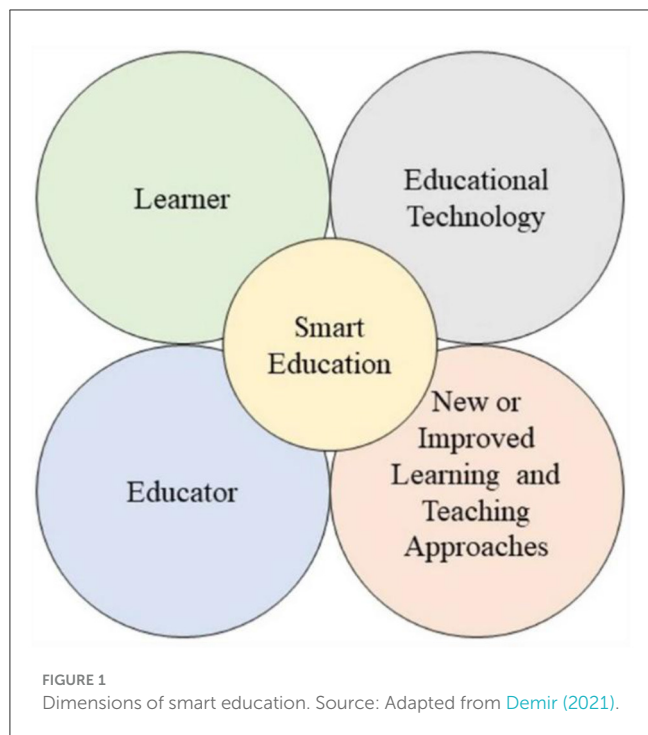 Learner
Educational
Technology
Smart
Education
Educator
New or
Improved
Learning and
Teaching
Approaches
FIGURE 1
Dimensions of smart education. Source: Adapted from Demir (2021).